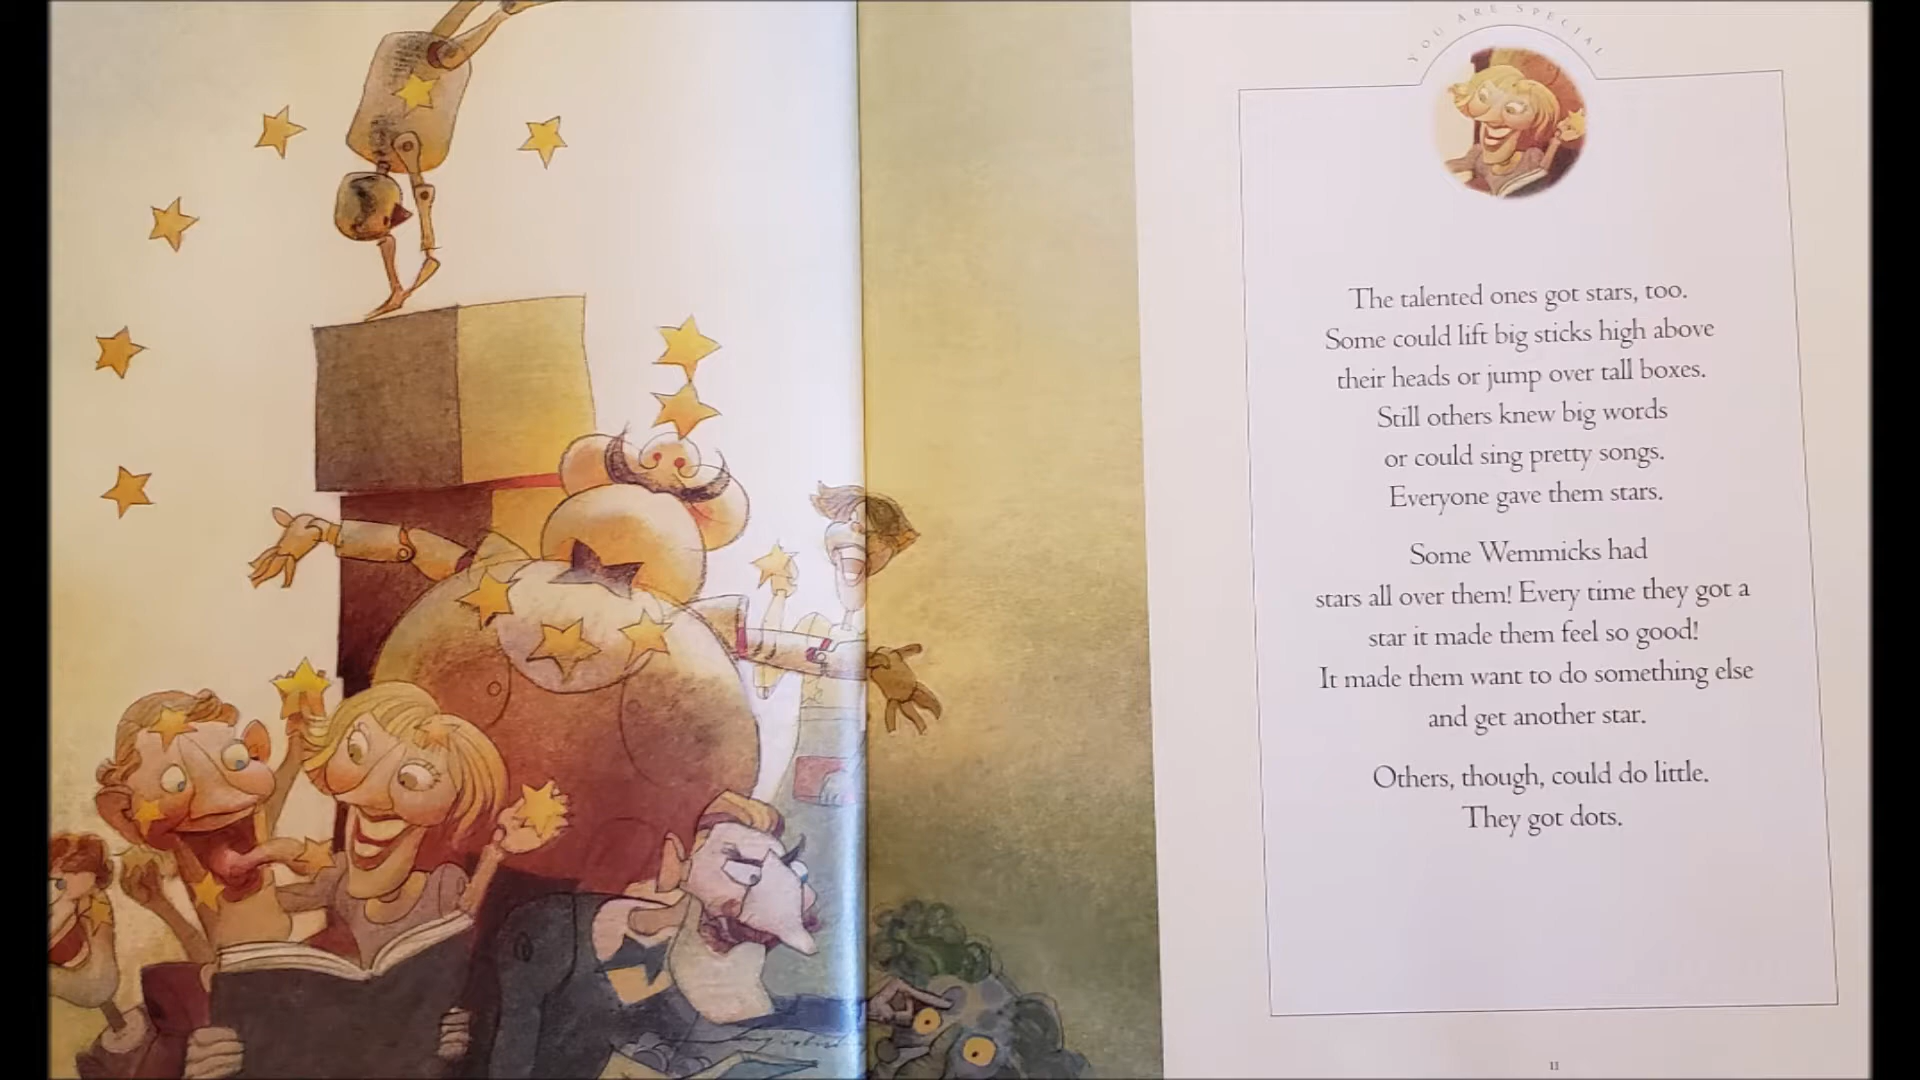 YOU ARE SPECIAL
The talented ones got stars, too.
Some could lift big sticks high above
their heads or jump over tall boxes.
Still others knew big words
or could sing pretty songs.
Everyone gave them stars.
Some Wemmicks had
stars all over them! Every time they got a
star it made them feel so good!
It made them want to do something else
and get another star.
Others, though, could do little.
They got dots.
11